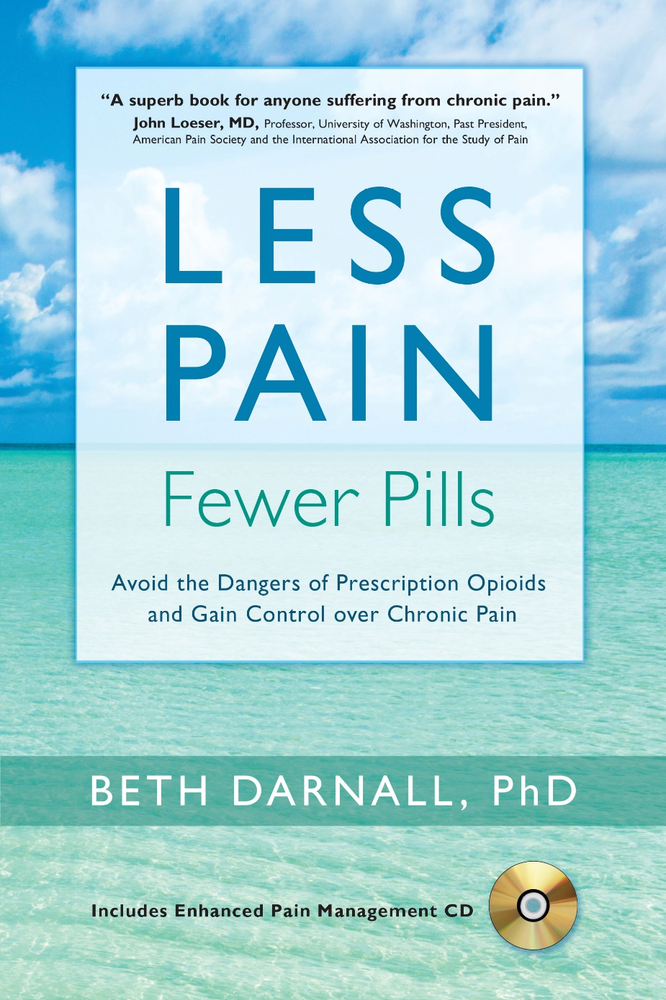 “A superb book for anyone suffering from chronic pain.”
John Loeser, MD, Professor, University of Washington, Past President,
American Pain Society and the International Association for the Study of Pain
LESS
PAIN
Fewer Pills
Avoid the Dangers of Prescription Opioids
and Gain Control over Chronic Pain
BETH DARNALL, PhD
Includes Enhanced Pain Management CD